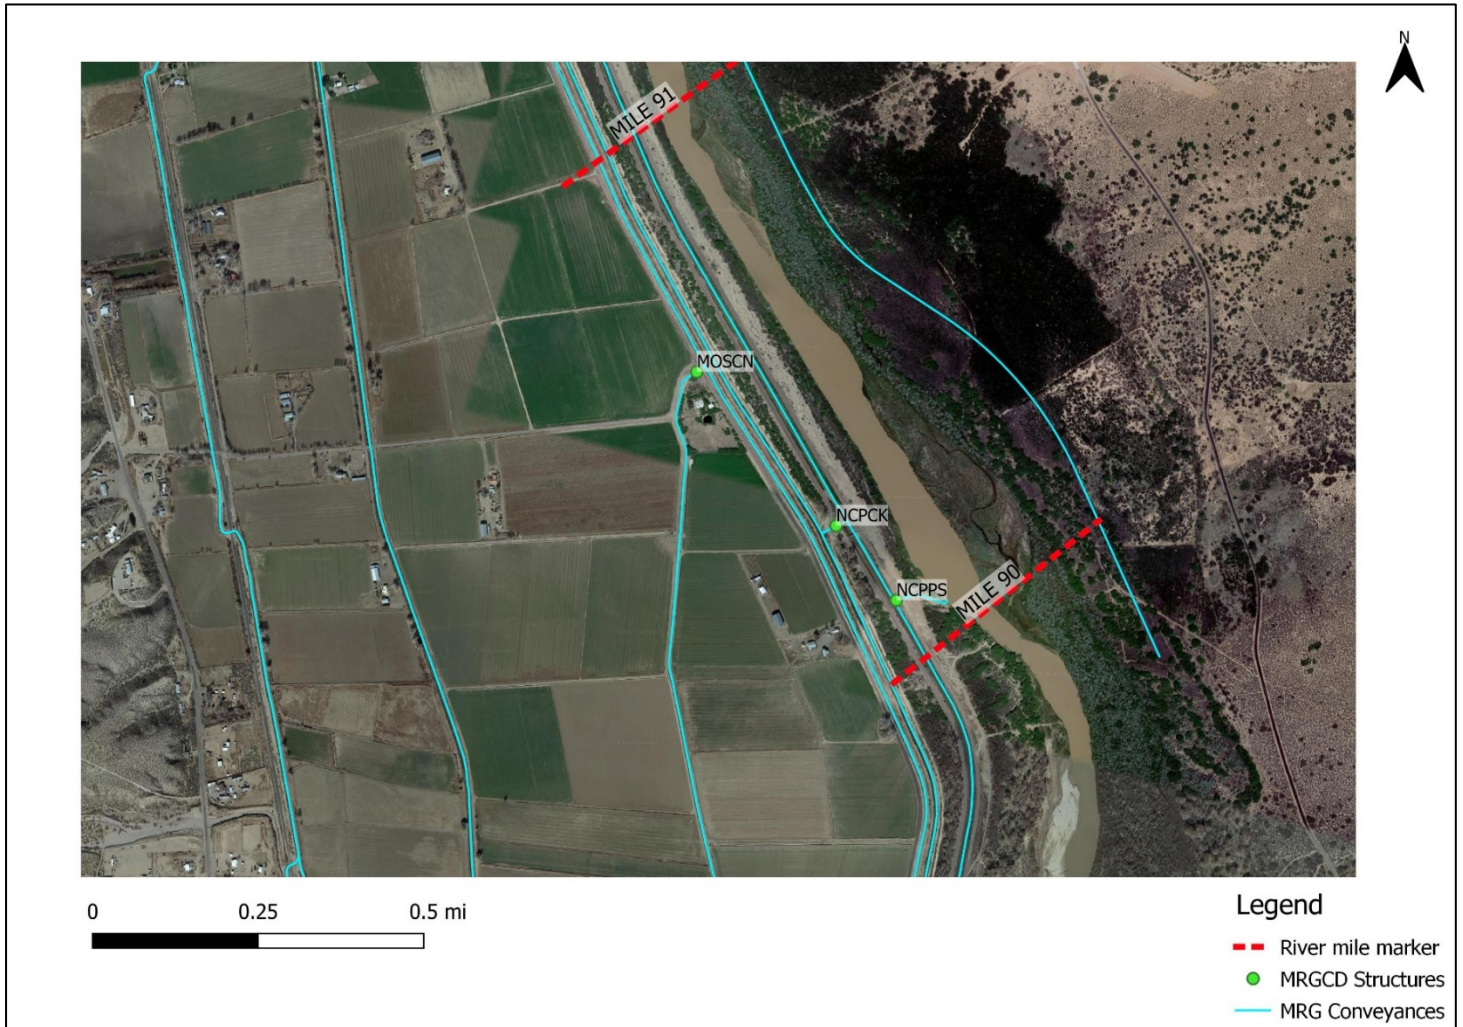 N
MILE 91
MOSCN
NCPCK
NCPPS
MILE 90
0 0.25 0.5 mi
Legend
River mile marker
MRGCD Structures
MRG Conveyances